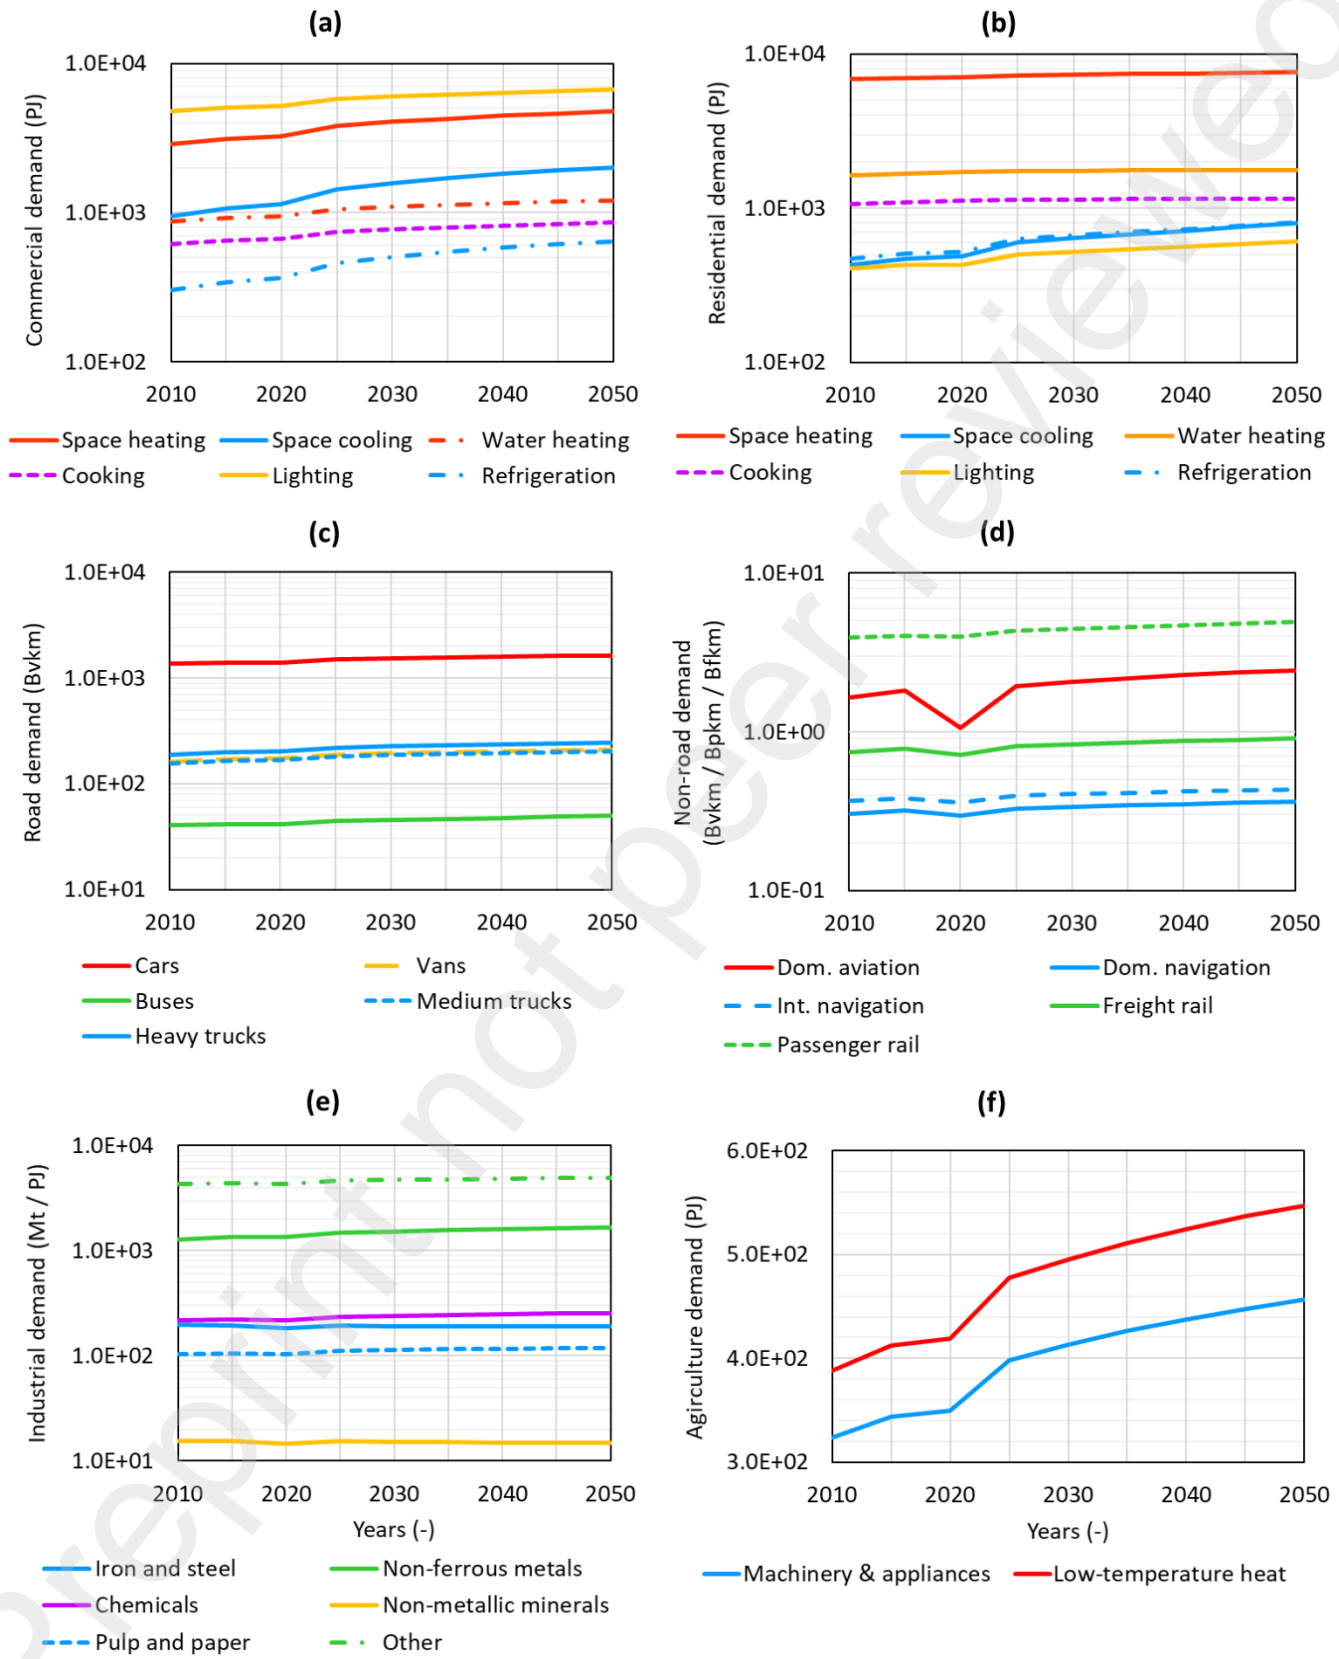 (a)
Commercial demand (PJ)
1.0E+04
1.0E+03
1.0E+02
2010 2020 2030 2040 2050
Space heating Space cooling Water heating
Cooking Lighting Refrigeration
(b)
Residential demand (PJ)
1.0E+04
1.0E+03
1.0E+02
2010 2020 2030 2040 2050
Space heating Space cooling Water heating
Cooking Lighting Refrigeration
(c)
Road demand (Bvkm)
1.0E+04
1.0E+03
1.0E+02
1.0E+01
2010 2020 2030 2040 2050
Cars Vans
Buses Medium trucks
Heavy trucks
(d)
Non-road demand
(Bvkm / Bpkm / Bfkm)
1.0E+01
1.0E+00
1.0E-01
2010 2020 2030 2040 2050
Dom. aviation Dom. navigation
Int. navigation Freight rail
Passenger rail
(e)
Industrial demand (Mt / PJ)
1.0E+04
1.0E+03
1.0E+02
1.0E+01
2010 2020 2030 2040 2050
Years (-)
Iron and steel Non-ferrous metals
Chemicals Non-metallic minerals
Pulp and paper Other
(f)
Agirculture demand (PJ)
6.0E+02
5.0E+02
4.0E+02
3.0E+02
2010 2020 2030 2040 2050
Years (-)
Machinery & appliances Low-temperature heat
Preprint not peer reviewed